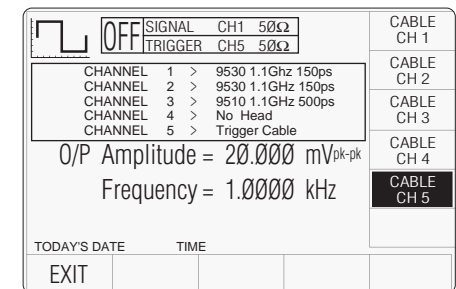 OFF SIGNAL CH1 5ØΩ
TRIGGER CH5 5ØΩ
CHANNEL 1 > 9530 1.1Ghz 150ps
CHANNEL 2 > 9530 1.1GHz 150ps
CHANNEL 3 > 9510 1.1GHz 500ps
CHANNEL 4 > No Head
CHANNEL 5 > Trigger Cable
O/P Amplitude = 2Ø.ØØØ mVpk-pk
Frequency = 1.ØØØØ kHz
TODAY'S DATE TIME
EXIT
CABLE
CH 1
CABLE
CH 2
CABLE
CH 3
CABLE
CH 4
CABLE
CH 5